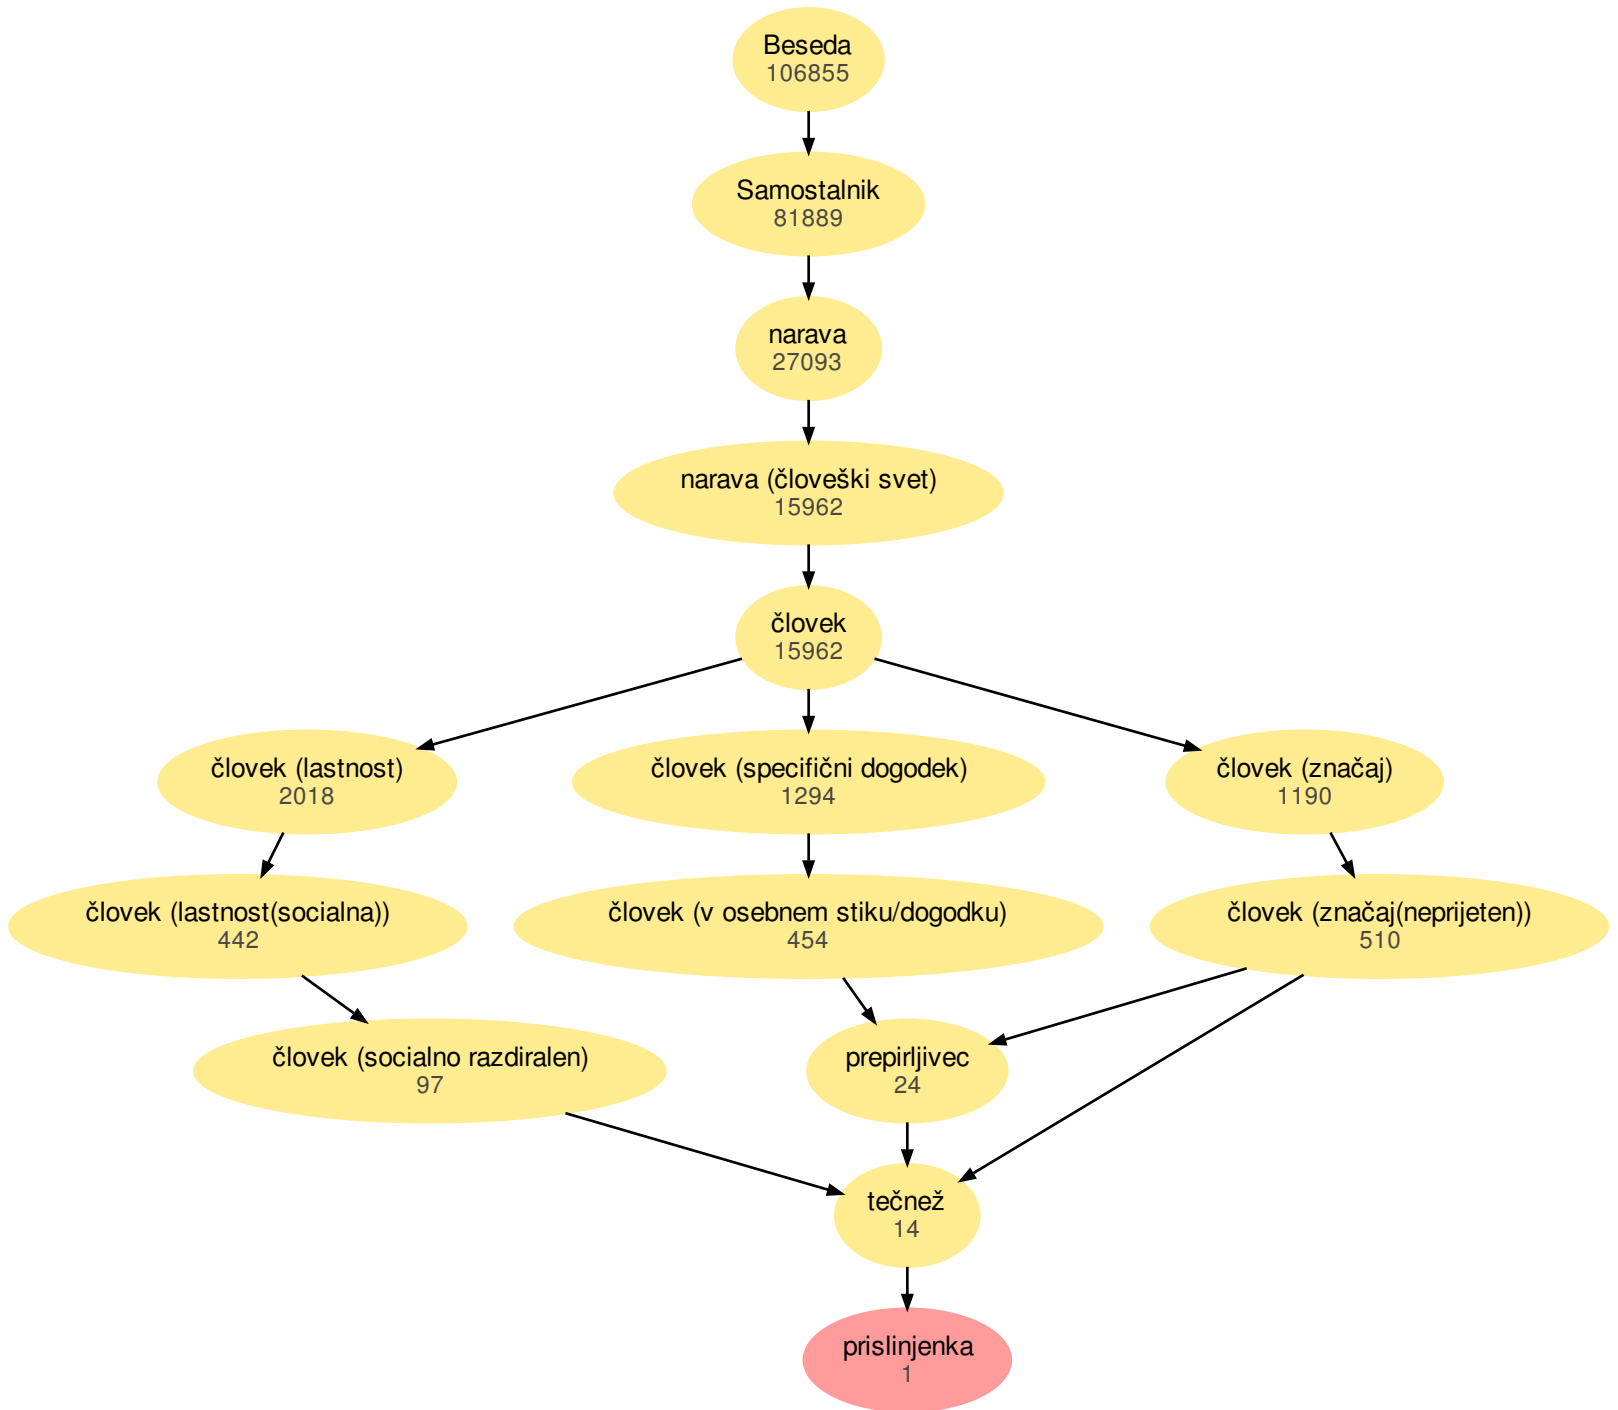 Beseda
106855
Samostalnik
81889
narava
27093
narava (človeški svet)
15962
človek
15962
človek (lastnost)
2018
človek (specifični dogodek)
1294
človek (značaj)
1190
človek (lastnost(socialna))
442
človek (v osebnem stiku/dogodku)
454
človek (značaj(neprijeten))
510
človek (socialno razdiralen)
97
prepirljivec
24
tečnež
14
prislinjenka
1